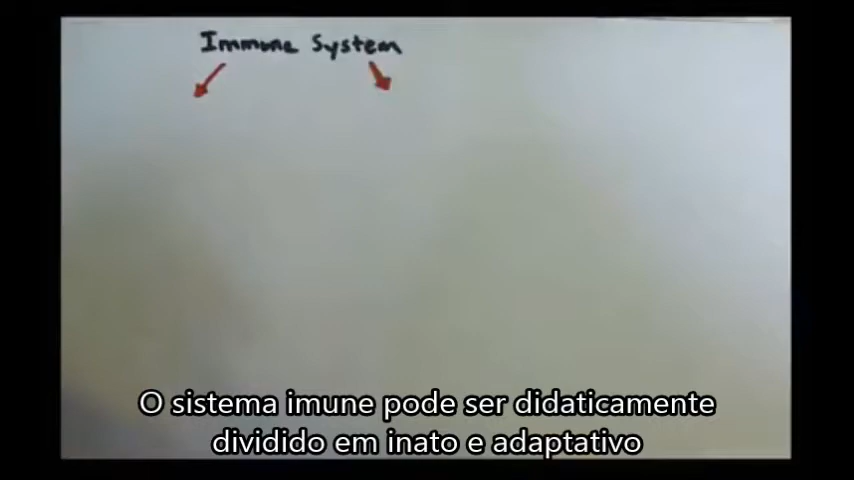 Immune System
O sistema imune pode ser didaticamente
dividido em inato e adaptativo